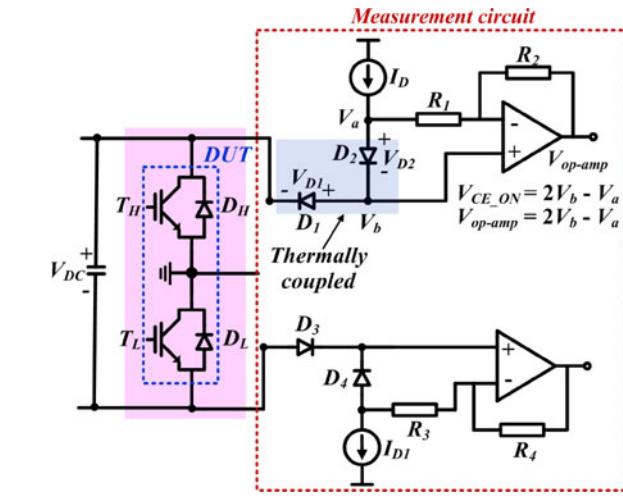 Measurement circuit
I_D
R_2
R_1
V_a
-
+
DUT
D_2
+
V_D2
-
V_op-amp
V_D1
-
+
T_H
D_H
D_1
V_b
V_CE_ON = 2V_b - V_a
V_op-amp = 2V_b - V_a
Thermally
coupled
+
V_DC
-
T_L
D_L
D_3
+
D_4
-
R_3
R_4
I_D1